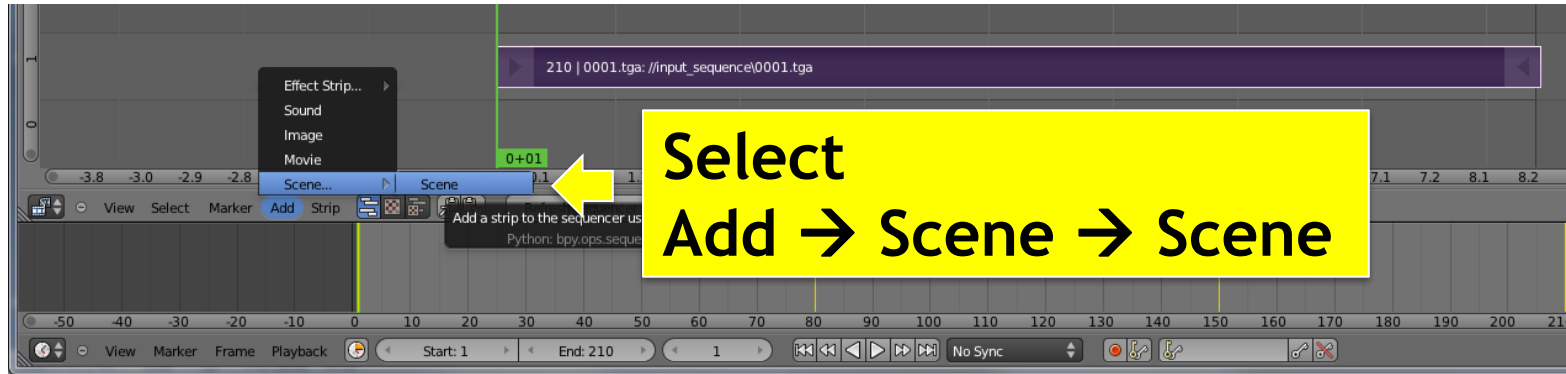 1
210 | 0001.tga: //input_sequence\0001.tga
Effect Strip...
Sound
Image
Movie
Scene...
Scene
0
0+01
Select
Add → Scene → Scene
-3.8 -3.0 -2.9 -2.8 7.1 7.2 8.1 8.2
View Select Marker Add Strip
Add a strip to the sequencer us
Python: bpy.ops.seque
-50 -40 -30 -20 -10 0 10 20 30 40 50 60 70 80 90 100 110 120 130 140 150 160 170 180 190 200 21
View Marker Frame Playback Start: 1 End: 210 1 No Sync